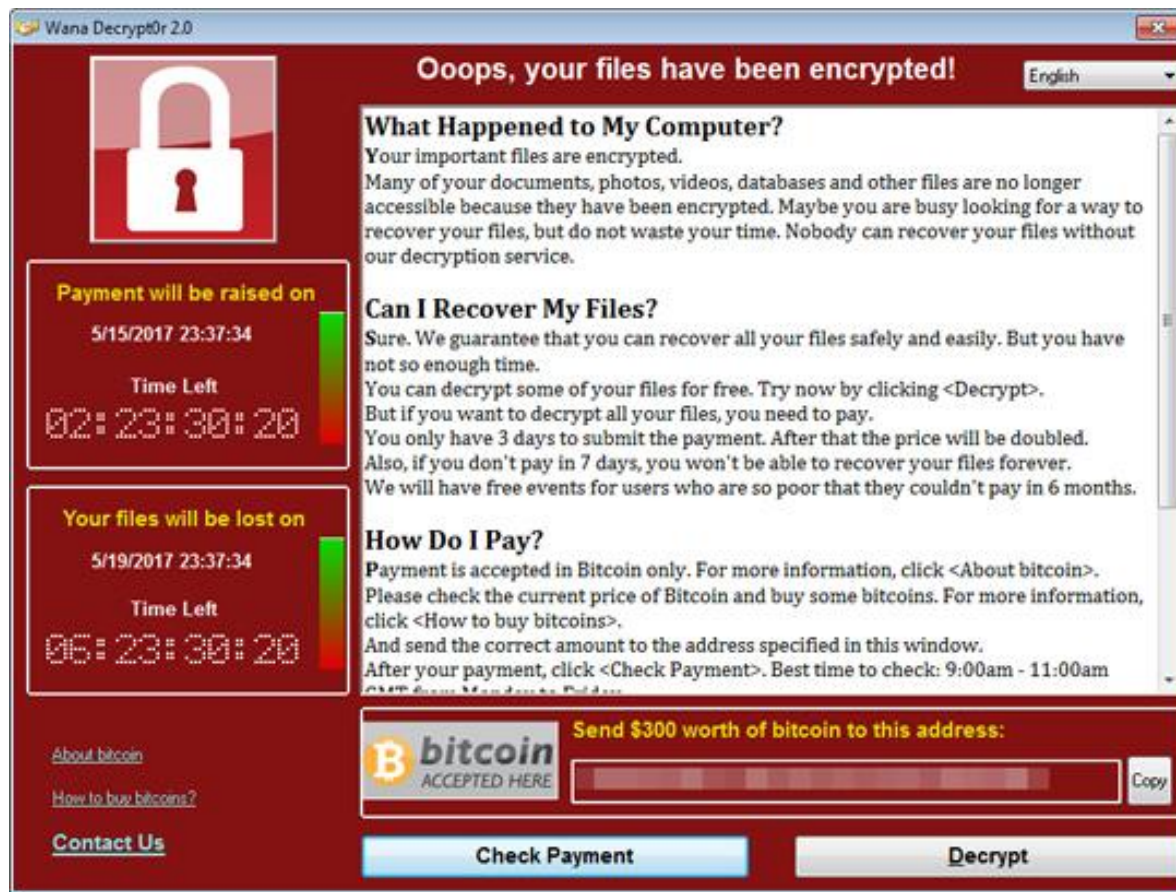 Wana Decrypt0r 2.0
Ooops, your files have been encrypted!
English
Payment will be raised on
5/15/2017 23:37:34
Time Left
02:23:30:20
Your files will be lost on
5/19/2017 23:37:34
Time Left
06:23:30:20
About bitcoin
How to buy bitcoins?
Contact Us
What Happened to My Computer?
Your important files are encrypted.
Many of your documents, photos, videos, databases and other files are no longer
accessible because they have been encrypted. Maybe you are busy looking for a way to
recover your files, but do not waste your time. Nobody can recover your files without
our decryption service.
Can I Recover My Files?
Sure. We guarantee that you can recover all your files safely and easily. But you have
not so enough time.
You can decrypt some of your files for free. Try now by clicking <Decrypt>.
But if you want to decrypt all your files, you need to pay.
You only have 3 days to submit the payment. After that the price will be doubled.
Also, if you don't pay in 7 days, you won't be able to recover your files forever.
We will have free events for users who are so poor that they couldn't pay in 6 months.
How Do I Pay?
Payment is accepted in Bitcoin only. For more information, click <About bitcoin>.
Please check the current price of Bitcoin and buy some bitcoins. For more information,
click <How to buy bitcoins>.
And send the correct amount to the address specified in this window.
After your payment, click <Check Payment>. Best time to check: 9:00am - 11:00am
GMT from Monday to Friday
bitcoin
ACCEPTED HERE
Send $300 worth of bitcoin to this address:
Copy
Check Payment
Decrypt